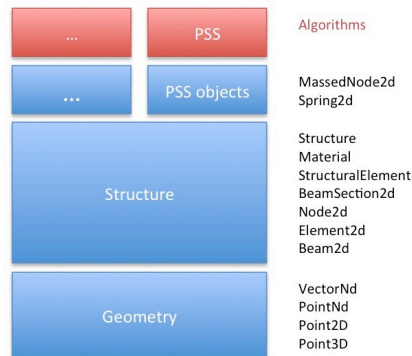 ... PSS Algorithms
... PSS objects
MassedNode2d
Spring2d
Structure
Structure
Material
StructuralElement
BeamSection2d
Node2d
Element2d
Beam2d
Geometry
VectorNd
PointNd
Point2D
Point3D